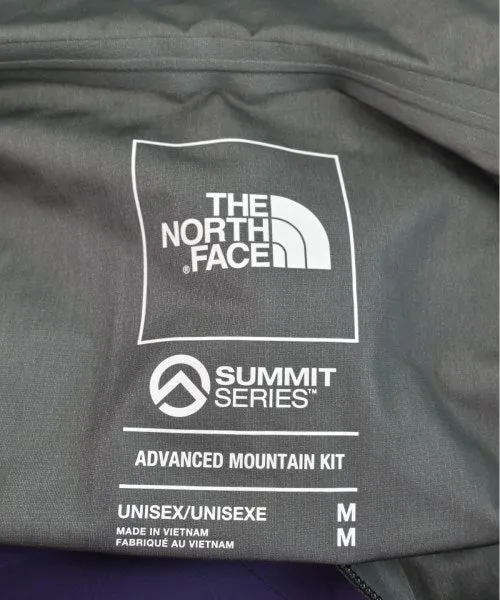 THE
NORTH
®FACE
SUMMIT
SERIES™
ADVANCED MOUNTAIN KIT
UNISEX/UNISEXE M
MADE IN VIETNAM M
FABRIQUÉ AU VIETNAM